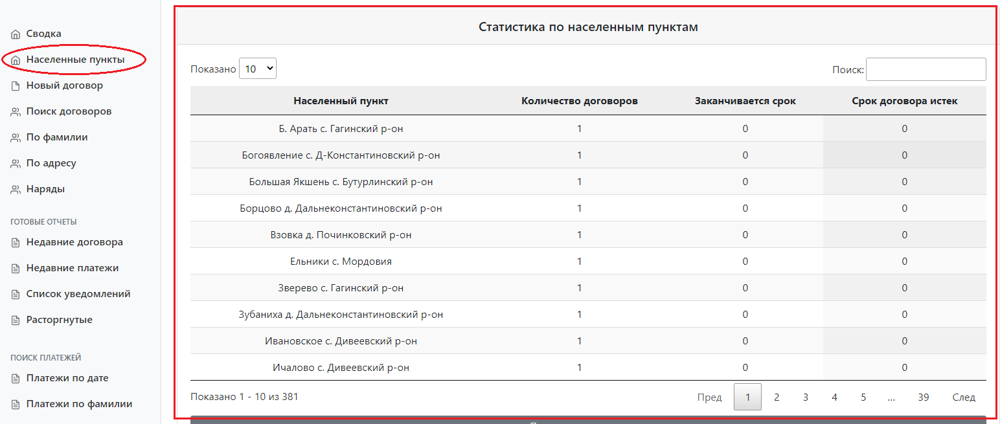 Сводка
Населенные пункты
Новый договор
Поиск договоров
По фамилии
По адресу
Наряды
ГОТОВЫЕ ОТЧЕТЫ
Недавние договора
Недавние платежи
Список уведомлений
Расторгнутые
ПОИСК ПЛАТЕЖЕЙ
Платежи по дате
Платежи по фамилии
Статистика по населенным пунктам
Показано 10 Поиск:
Населенный пункт Количество договоров Заканчивается срок Срок договора истек
Б. Арать с. Гагинский р-он 1 0 0
Богоявление с. Д-Константиновский р-он 1 0 0
Большая Якшень с. Бутурлинский р-он 1 0 0
Борцово д. Дальнеконстантиновский р-он 1 0 0
Взовка д. Починковский р-он 1 0 0
Ельники с. Мордовия 1 0 0
Зверево с. Гагинский р-он 1 0 0
Зубаниха д. Дальнеконстантиновский р-он 1 0 0
Ивановское с. Дивеевский р-он 1 0 0
Ичалово с. Дивеевский р-он 1 0 0
Показано 1 - 10 из 381 Пред 1 2 3 4 5 ... 39 След